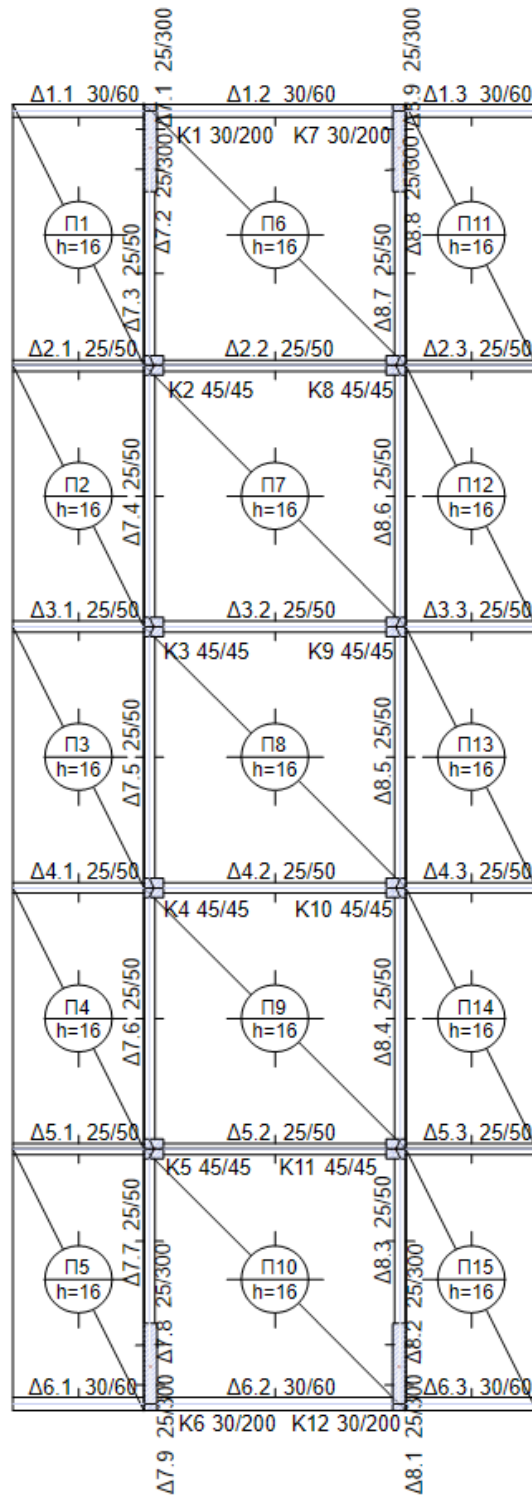 25/300
25/300
Δ1.1 30/60
Δ7.1
Δ1.2 30/60
Δ8.9
Δ1.3 30/60
K1 30/200
K7 30/200
25/300
25/300
Δ7.2
Δ8.8
Π1
h=16
Π6
h=16
Π11
h=16
Δ7.3 25/50
Δ8.7 25/50
Δ2.1 25/50
Δ2.2 25/50
Δ2.3 25/50
K2 45/45
K8 45/45
Π2
h=16
Δ7.4 25/50
Π7
h=16
Δ8.6 25/50
Π12
h=16
Δ3.1 25/50
Δ3.2 25/50
Δ3.3 25/50
K3 45/45
K9 45/45
Π3
h=16
Δ7.5 25/50
Π8
h=16
Δ8.5 25/50
Π13
h=16
Δ4.1 25/50
Δ4.2 25/50
Δ4.3 25/50
K4 45/45
K10 45/45
Π4
h=16
Δ7.6 25/50
Π9
h=16
Δ8.4 25/50
Π14
h=16
Δ5.1 25/50
Δ5.2 25/50
Δ5.3 25/50
K5 45/45
K11 45/45
Δ7.7 25/50
Δ8.3 25/50
Π5
h=16
Π10
h=16
Π15
h=16
Δ7.8 25/300
Δ8.2 25/300
Δ6.1 30/60
Δ6.2 30/60
Δ6.3 30/60
K6 30/200
K12 30/200
Δ7.9 25/300
Δ8.1 25/300